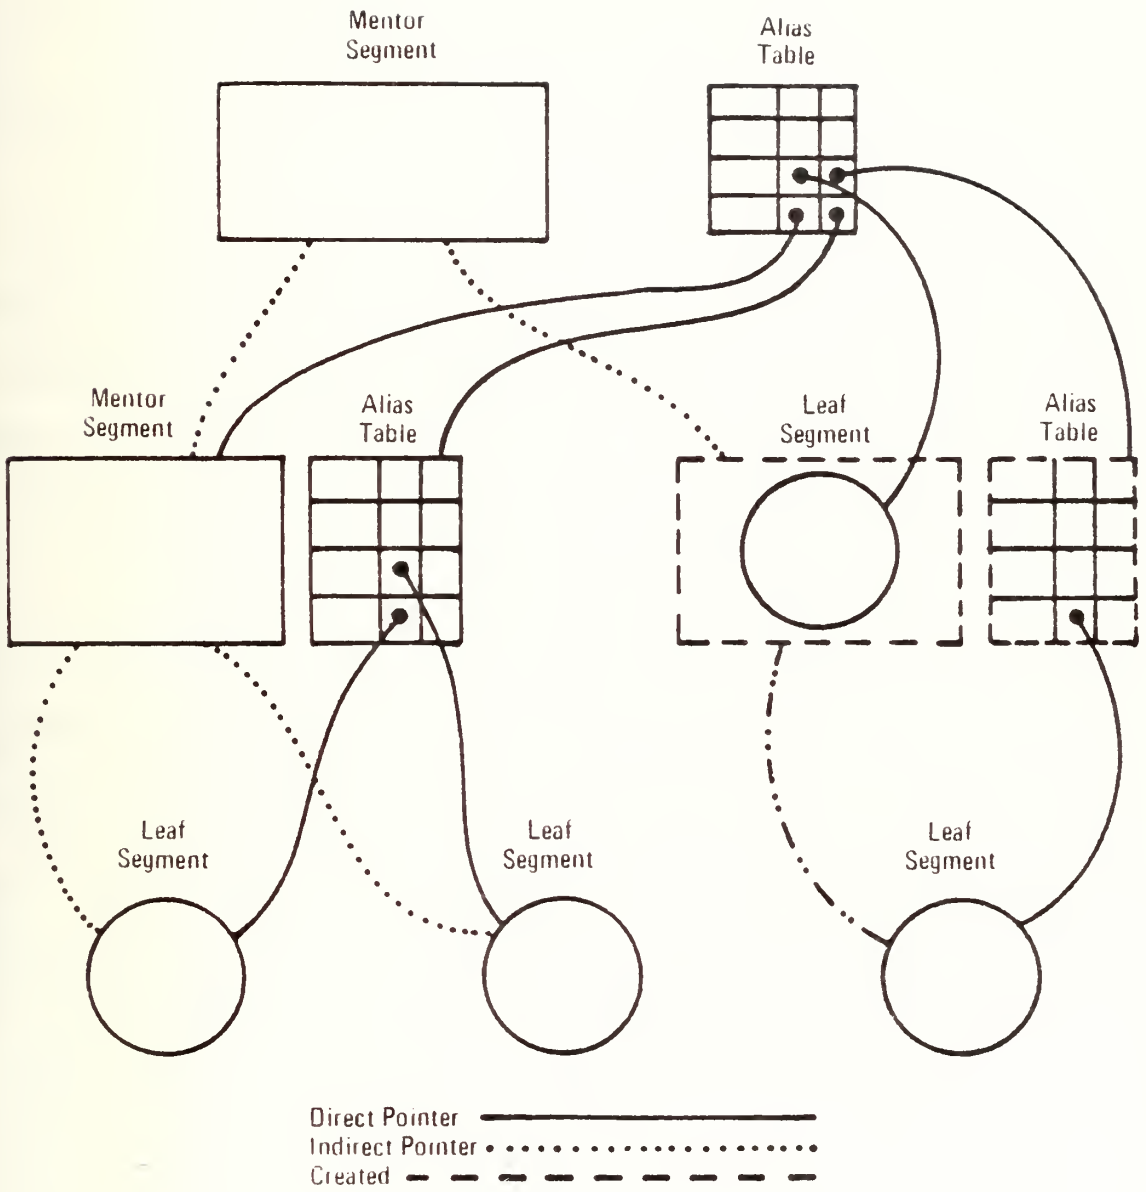 Mentor
Segment
Alias
Table
Mentor
Segment
Alias
Table
Leaf
Segment
Alias
Table
Leaf
Segment
Leaf
Segment
Leaf
Segment
Direct Pointer
Indirect Pointer
Created